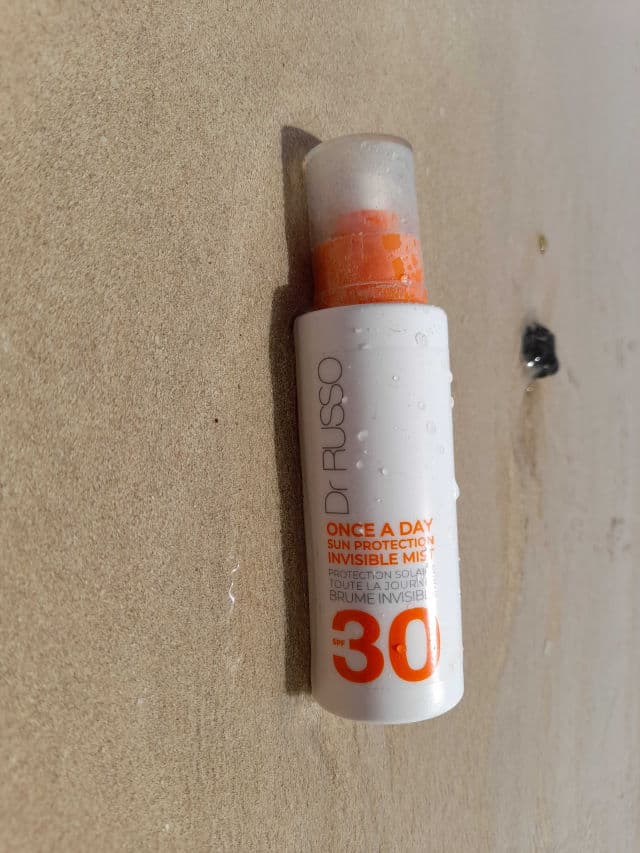 Dr RUSSO
ONCE A DAY
SUN PROTECTION
INVISIBLE MIST
PROTECTION
TOUTE LA
BRUME
SPF
30